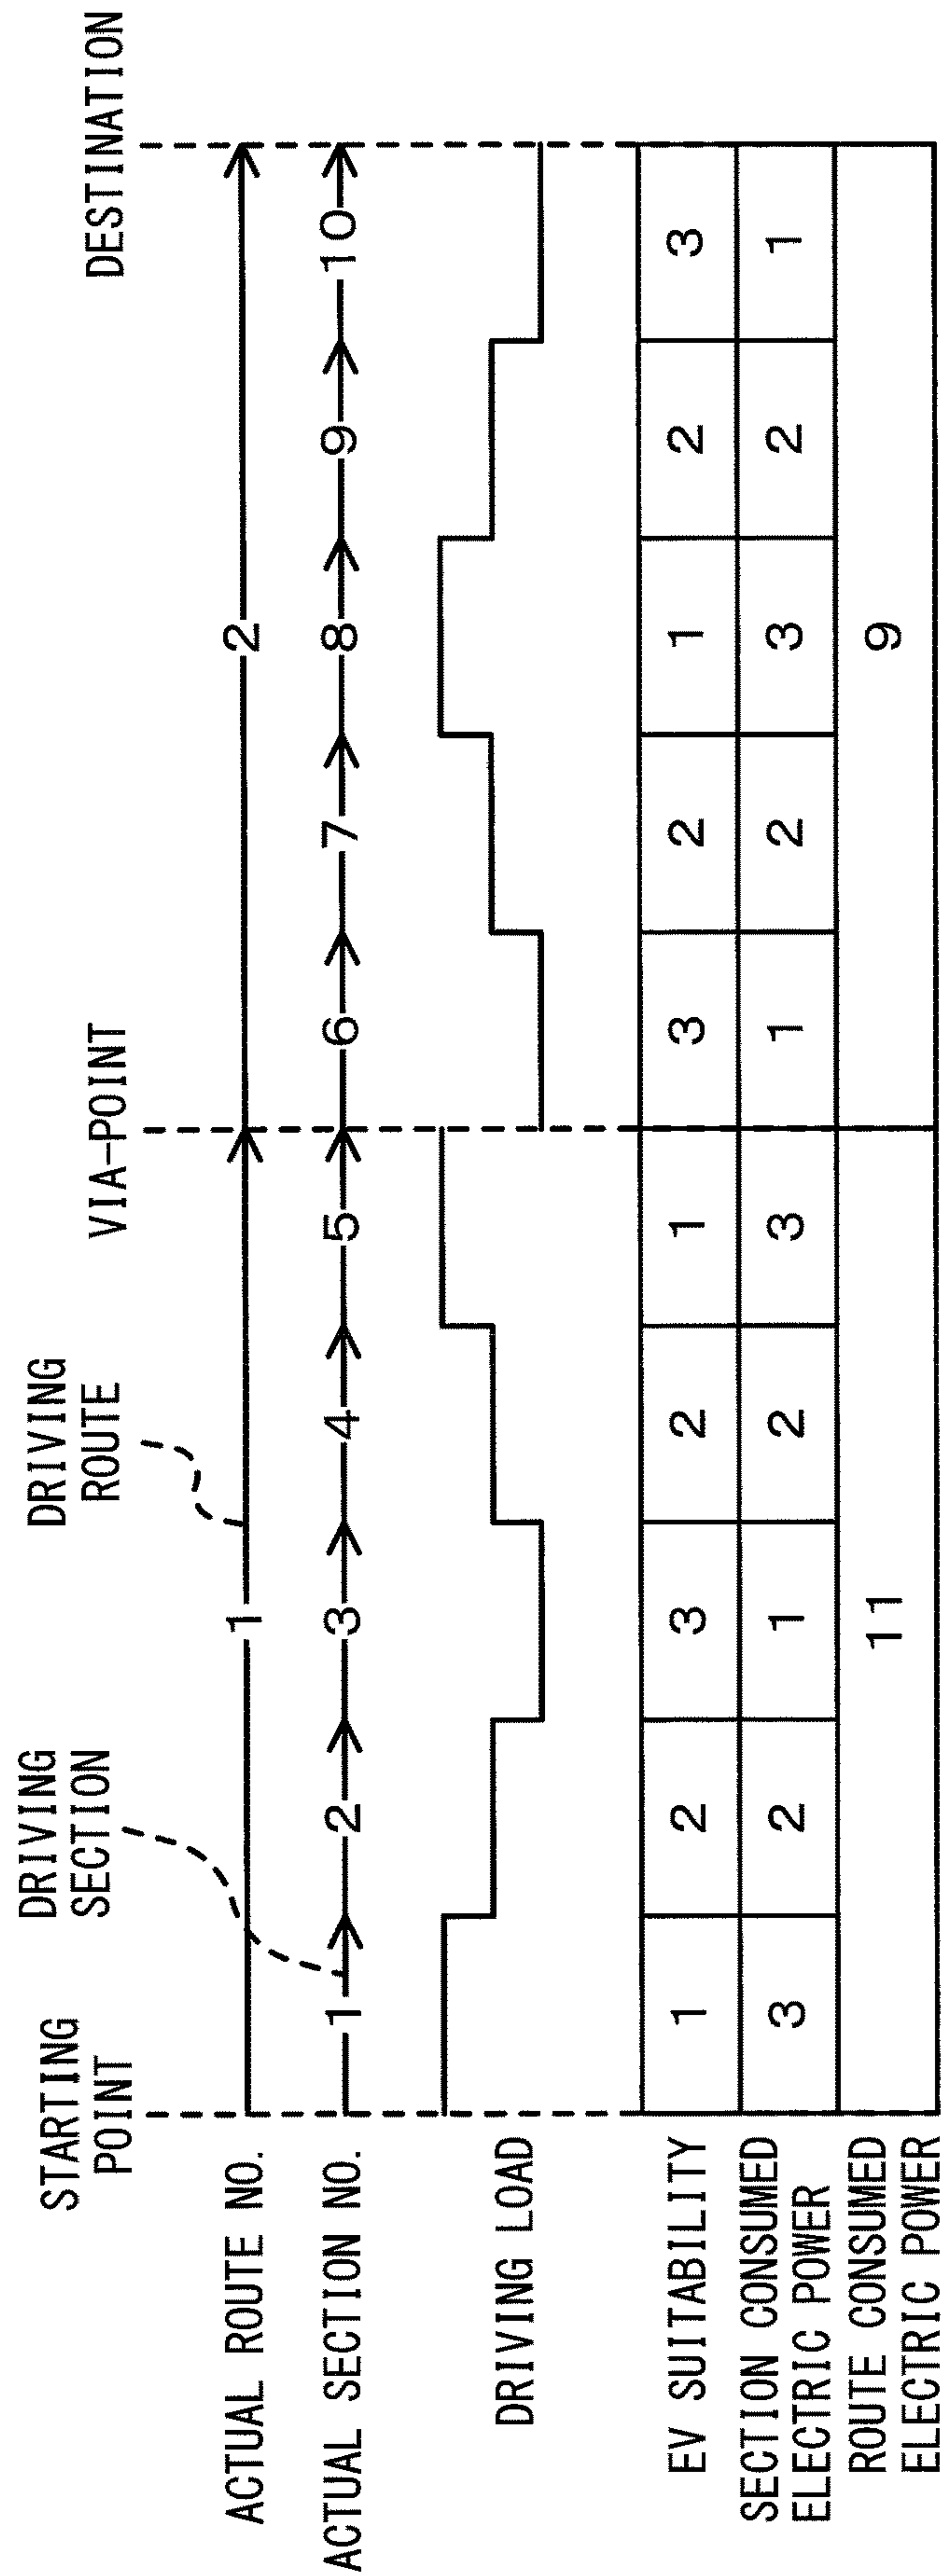 STARTING
POINT
DRIVING
SECTION
DRIVING
ROUTE
VIA-POINT
DESTINATION
ACTUAL ROUTE NO. 1 2
ACTUAL SECTION NO. 1 2 3 4 5 6 7 8 9 10
DRIVING LOAD
EV SUITABILITY 1 2 3 2 1 3 2 1 2 3
SECTION CONSUMED
ELECTRIC POWER 3 2 1 2 3 1 2 3 2 1
ROUTE CONSUMED
ELECTRIC POWER 11 9